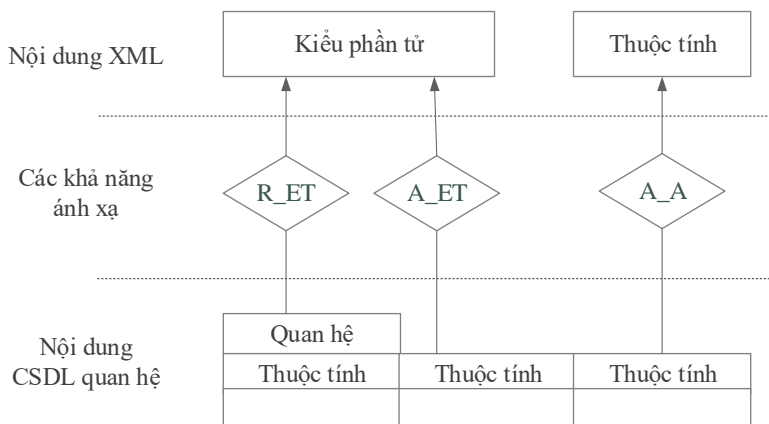 Nội dung XML
Kiểu phần tử
Thuộc tính
Các khả năng
ánh xạ
R_ET
A_ET
A_A
Nội dung
CSDL quan hệ
Quan hệ
Thuộc tính
Thuộc tính
Thuộc tính